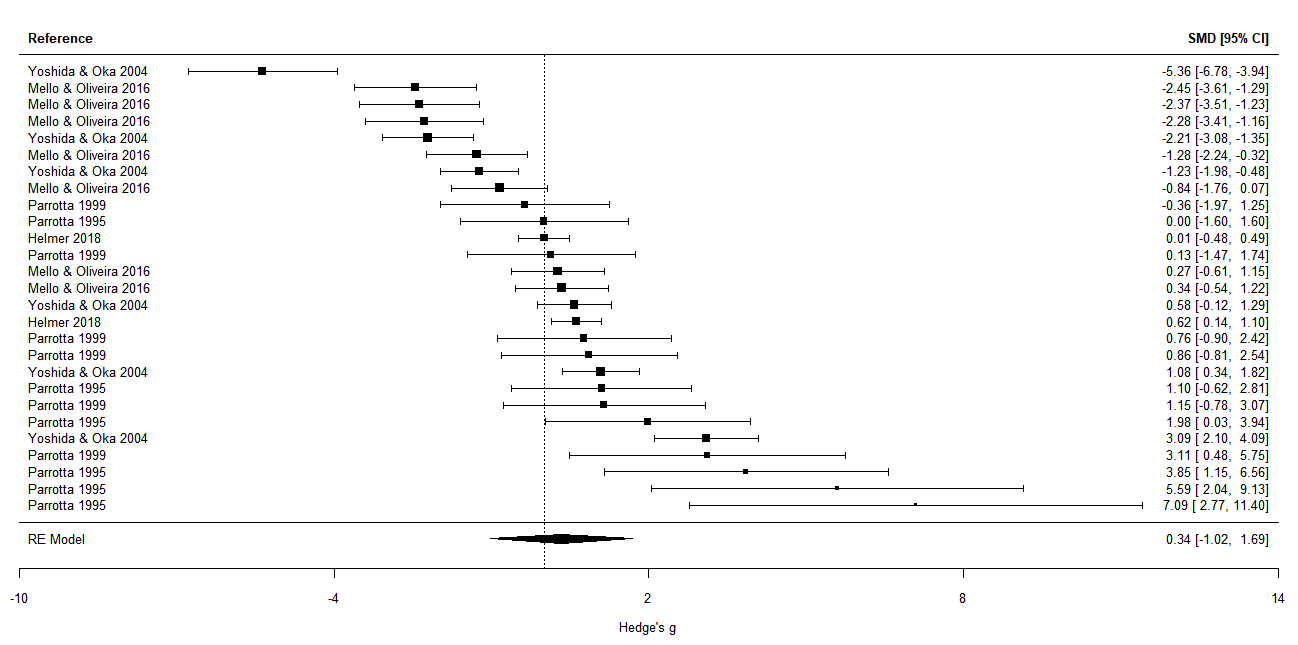 Reference SMD [95% CI]
Yoshida & Oka 2004 -5.36 [-6.78, -3.94]
Mello & Oliveira 2016 -2.45 [-3.61, -1.29]
Mello & Oliveira 2016 -2.37 [-3.51, -1.23]
Mello & Oliveira 2016 -2.28 [-3.41, -1.16]
Yoshida & Oka 2004 -2.21 [-3.08, -1.35]
Mello & Oliveira 2016 -1.28 [-2.24, -0.32]
Yoshida & Oka 2004 -1.23 [-1.98, -0.48]
Mello & Oliveira 2016 -0.84 [-1.76, 0.07]
Parrotta 1999 -0.36 [-1.97, 1.25]
Parrotta 1995 0.00 [-1.60, 1.60]
Helmer 2018 0.01 [-0.48, 0.49]
Parrotta 1999 0.13 [-1.47, 1.74]
Mello & Oliveira 2016 0.27 [-0.61, 1.15]
Mello & Oliveira 2016 0.34 [-0.54, 1.22]
Yoshida & Oka 2004 0.58 [-0.12, 1.29]
Helmer 2018 0.62 [ 0.14, 1.10]
Parrotta 1999 0.76 [-0.90, 2.42]
Parrotta 1999 0.86 [-0.81, 2.54]
Yoshida & Oka 2004 1.08 [ 0.34, 1.82]
Parrotta 1995 1.10 [-0.62, 2.81]
Parrotta 1999 1.15 [-0.78, 3.07]
Parrotta 1995 1.98 [ 0.03, 3.94]
Yoshida & Oka 2004 3.09 [ 2.10, 4.09]
Parrotta 1999 3.11 [ 0.48, 5.75]
Parrotta 1995 3.85 [ 1.15, 6.56]
Parrotta 1995 5.59 [ 2.04, 9.13]
Parrotta 1995 7.09 [ 2.77, 11.40]
RE Model 0.34 [-1.02, 1.69]
-10 -4 2 8 14
Hedge's g